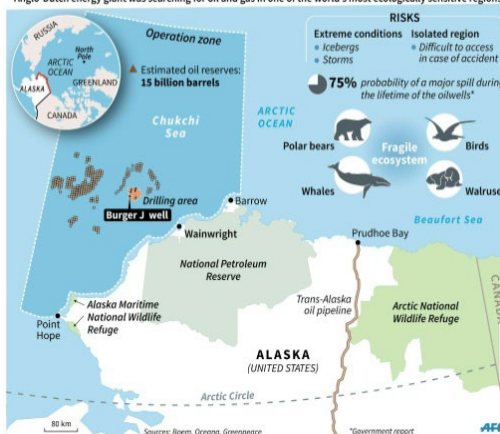 Anglo-Dutch energy giant was searching for oil and gas in one of the world's most ecologically sensitive regions
RUSSIA
North
Pole
ARCTIC
OCEAN
GREENLAND
ALASKA
CANADA
Operation zone
Estimated oil reserves:
15 billion barrels
Chukchi
Sea
ARCTIC
OCEAN
RISKS
Extreme conditions
• Icebergs
• Storms
Isolated region
• Difficult to access
in case of accident
75% probability of a major spill during
the lifetime of the oilwells*
Polar bears
Fragile
ecosystem
Birds
Whales
Walruse
Beaufort Sea
Drilling area
Burger J well
Barrow
Wainwright
Prudhoe Bay
National Petroleum
Reserve
Alaska Maritime
National Wildlife
Refuge
Point
Hope
Trans-Alaska
oil pipeline
Arctic National
Wildlife Refuge
CANADA
ALASKA
(UNITED STATES)
Arctic Circle
80 km
Sources: Boem, Oceana, Greenpeace
*Government report
AFP